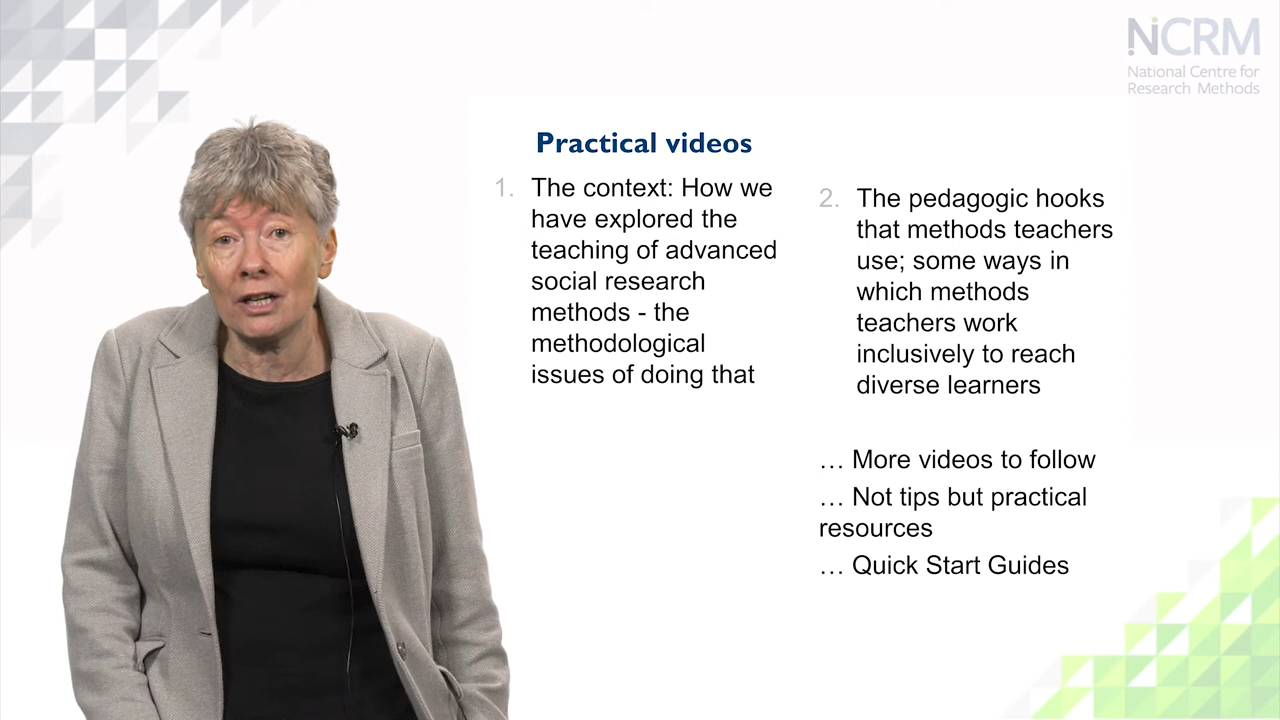 NCRM
National Centre for
Research Methods
Practical videos
1. The context: How we
have explored the
teaching of advanced
social research
methods - the
methodological
issues of doing that
2. The pedagogic hooks
that methods teachers
use; some ways in
which methods
teachers work
inclusively to reach
diverse learners
… More videos to follow
… Not tips but practical
resources
… Quick Start Guides